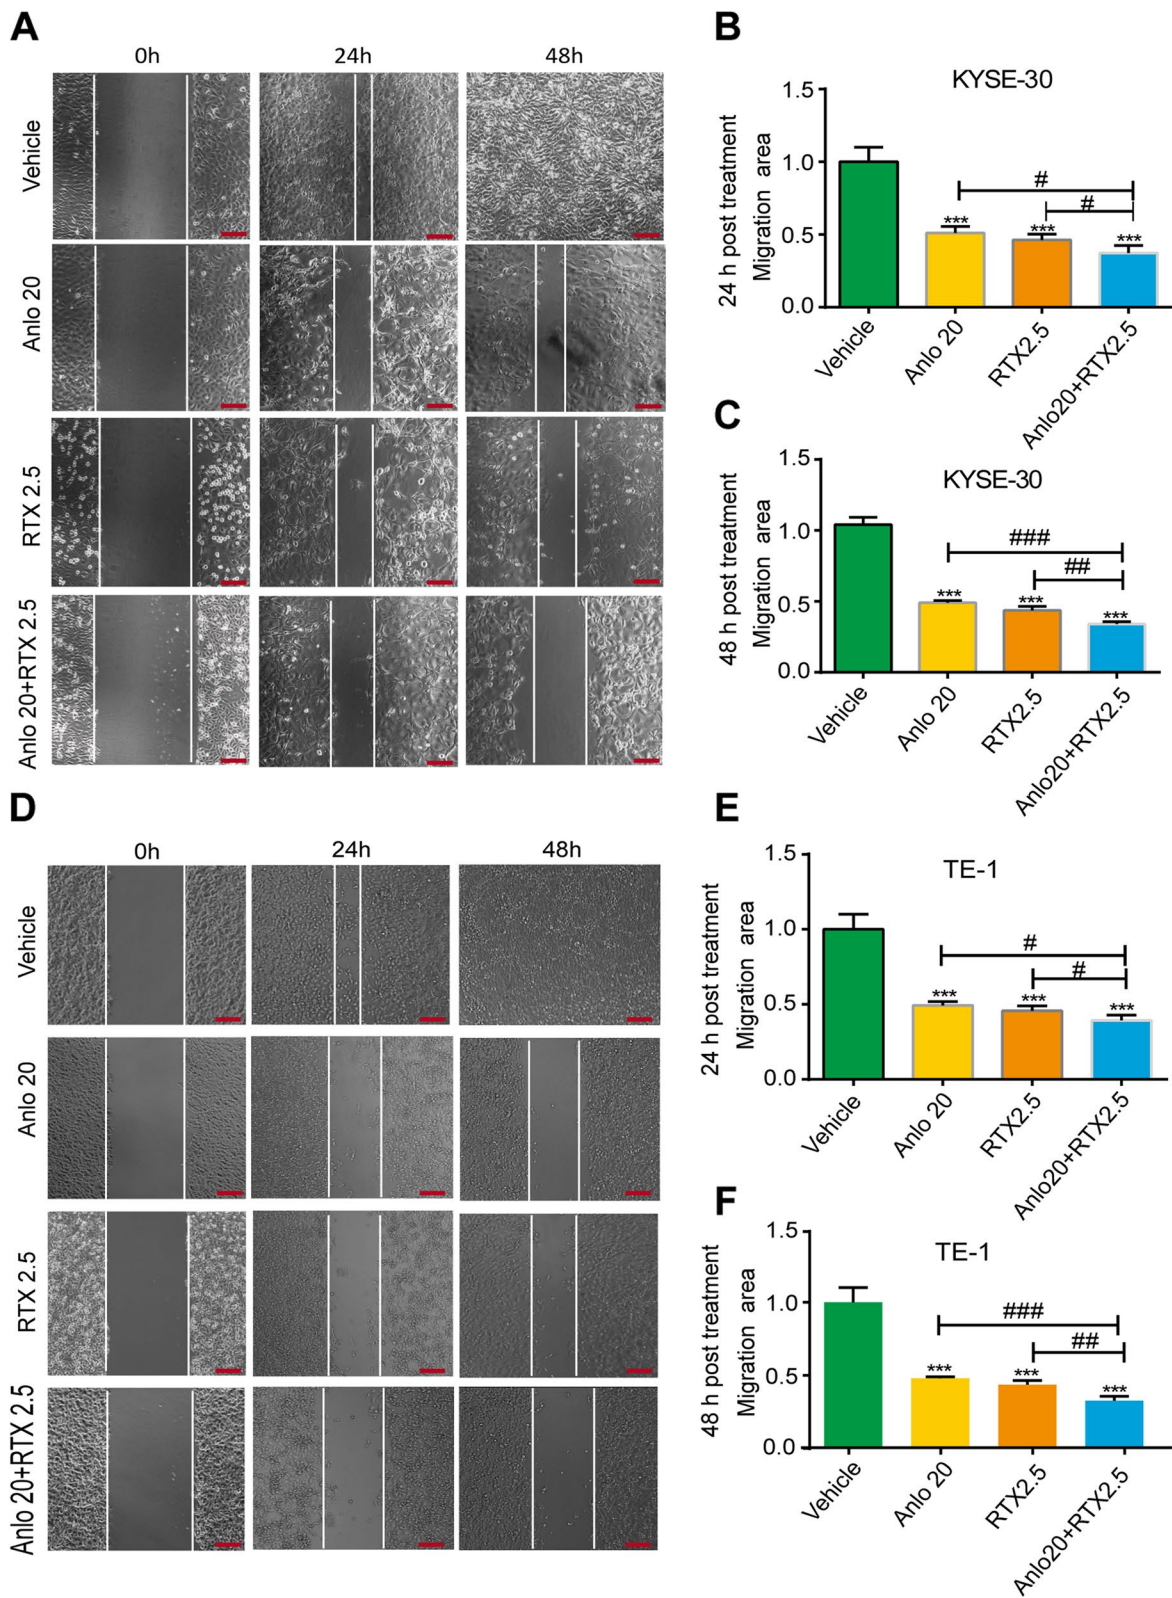 A
0h
24h
48h
Vehicle
Anlo 20
RTX 2.5
Anlo 20+RTX 2.5
B
KYSE-30
24 h post treatment
Migration area
1.5
1.0
0.5
0.0
***
***
***
#
#
Vehicle
Anlo 20
RTX2.5
Anlo20+RTX2.5
C
KYSE-30
48 h post treatment
Migration area
1.5
1.0
0.5
0.0
***
***
***
###
##
Vehicle
Anlo 20
RTX2.5
Anlo20+RTX2.5
D
0h
24h
48h
Vehicle
Anlo 20
RTX 2.5
Anlo 20+RTX 2.5
E
TE-1
24 h post treatment
Migration area
1.5
1.0
0.5
0.0
***
***
***
#
#
Vehicle
Anlo 20
RTX2.5
Anlo20+RTX2.5
F
TE-1
48 h post treatment
Migration area
1.5
1.0
0.5
0.0
***
***
***
###
##
Vehicle
Anlo 20
RTX2.5
Anlo20+RTX2.5